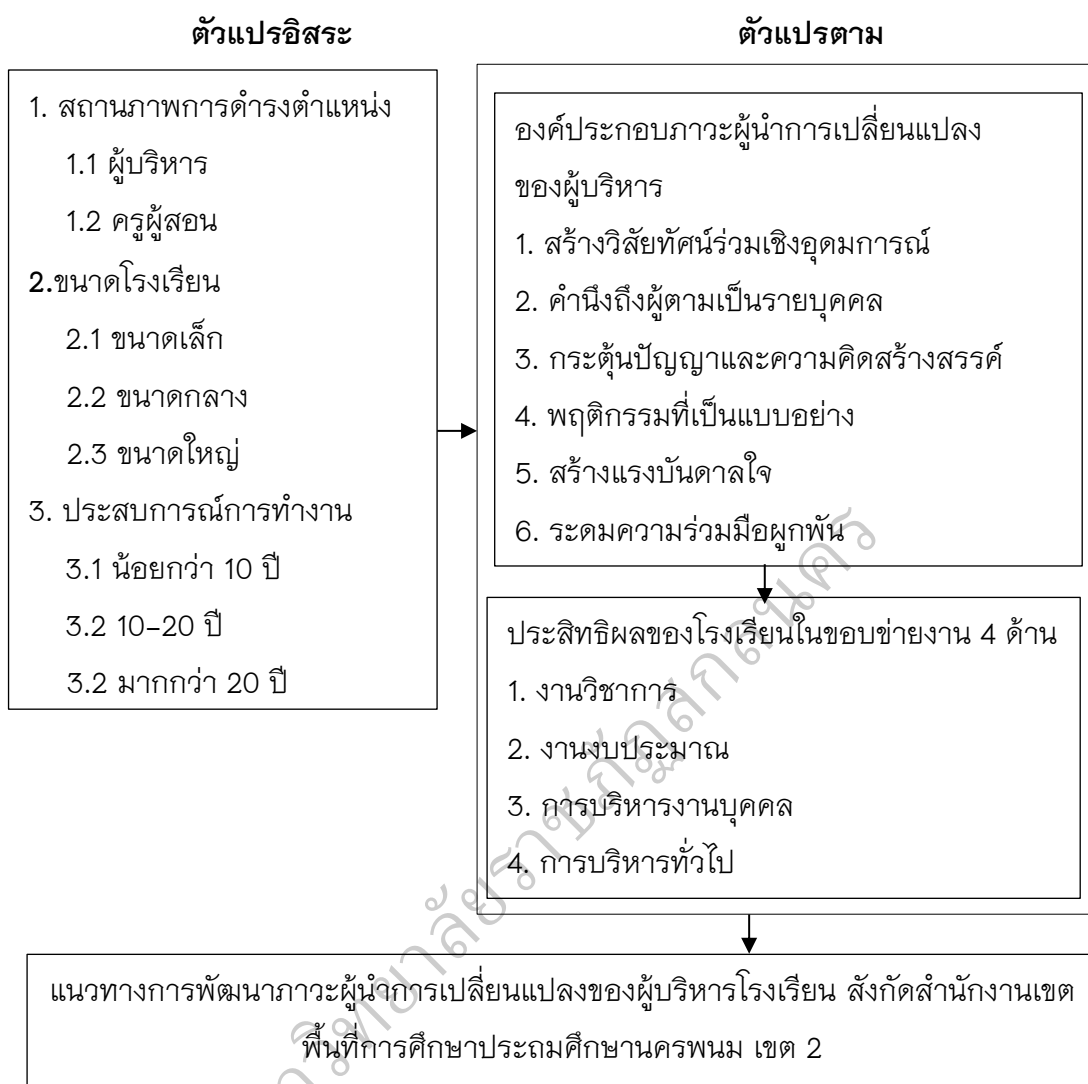 ตัวแปรอิสระ
1. สถานภาพการดำรงตำแหน่ง
1.1 ผู้บริหาร
1.2 ครูผู้สอน
2.ขนาดโรงเรียน
2.1 ขนาดเล็ก
2.2 ขนาดกลาง
2.3 ขนาดใหญ่
3. ประสบการณ์การทำงาน
3.1 น้อยกว่า 10 ปี
3.2 10–20 ปี
3.2 มากกว่า 20 ปี
ตัวแปรตาม
องค์ประกอบภาวะผู้นำการเปลี่ยนแปลง
ของผู้บริหาร
1. สร้างวิสัยทัศน์ร่วมเชิงอุดมการณ์
2. คำนึงถึงผู้ตามเป็นรายบุคคล
3. กระตุ้นปัญญาและความคิดสร้างสรรค์
4. พฤติกรรมที่เป็นแบบอย่าง
5. สร้างแรงบันดาลใจ
6. ระดมความร่วมมือผูกพัน
ประสิทธิผลของโรงเรียนในขอบข่ายงาน 4 ด้าน
1. งานวิชาการ
2. งานงบประมาณ
3. การบริหารงานบุคคล
4. การบริหารทั่วไป
แนวทางการพัฒนาภาวะผู้นำการเปลี่ยนแปลงของผู้บริหารโรงเรียน สังกัดสำนักงานเขต
พื้นที่การศึกษาประถมศึกษานครพนม เขต 2
วิทยาลัยราชภัฏสกลนคร